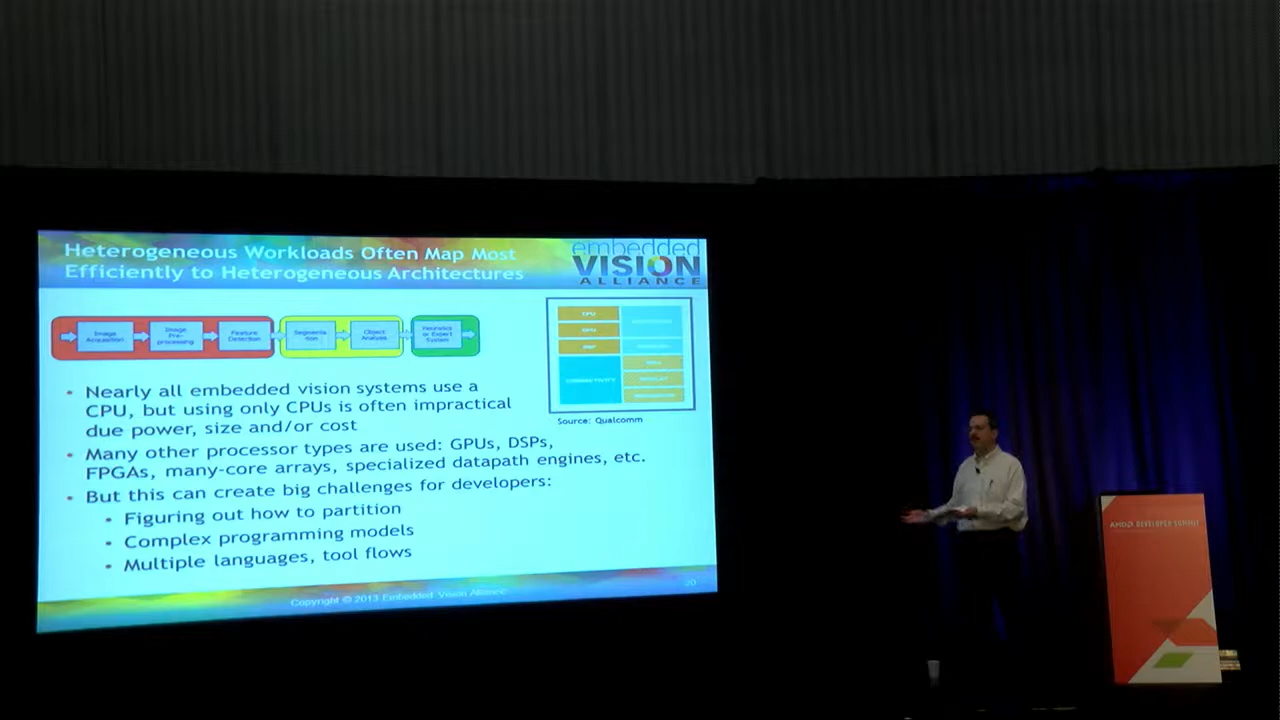 Heterogeneous Workloads Often Map Most
Efficiently to Heterogeneous Architectures
embedded
VISION
ALLIANCE
Image
Acquisition
Image
Pre-
processing
Feature
Detection
Segmenta-
tion
Object
Analysis
Heuristics
or Expert
System
CPU
GPU
DSP
CONNECTIVITY
DISPLAY
Source: Qualcomm
• Nearly all embedded vision systems use a
CPU, but using only CPUs is often impractical
due power, size and/or cost
• Many other processor types are used: GPUs, DSPs,
FPGAs, many-core arrays, specialized datapath engines, etc.
• But this can create big challenges for developers:
• Figuring out how to partition
• Complex programming models
• Multiple languages, tool flows
Copyright © 2013 Embedded Vision Alliance
20
AMD DEVELOPER SUMMIT